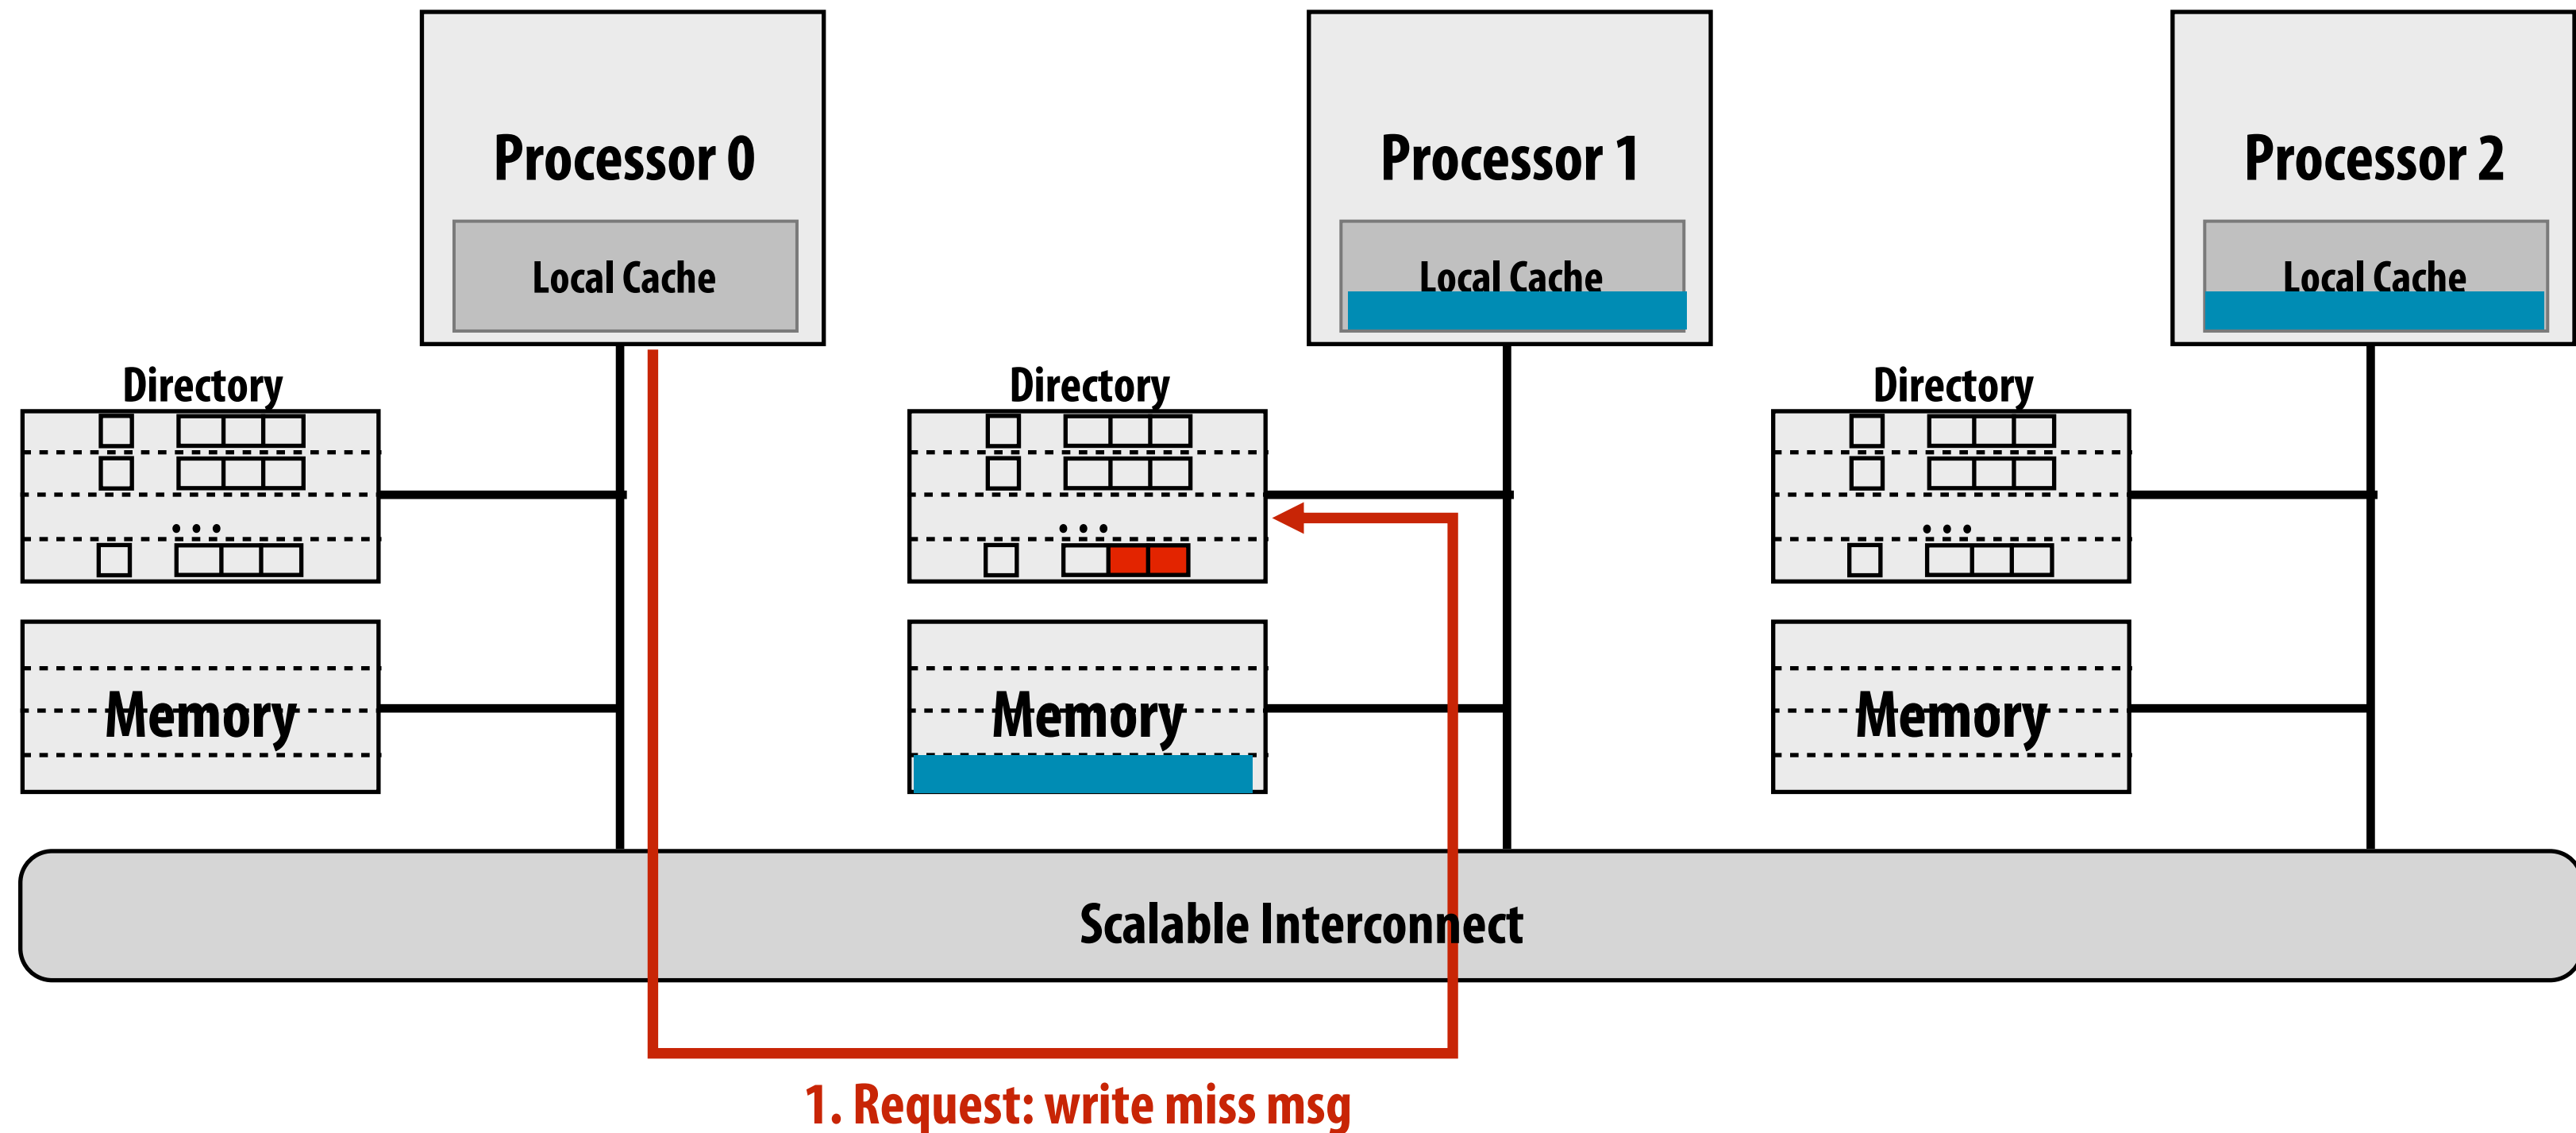 Processor 0
Processor 1
Processor 2
Local Cache
Local Cache
Local Cache
Directory
Directory
Directory
...
...
...
Memory
Memory
Memory
Scalable Interconnect
1. Request: write miss msg